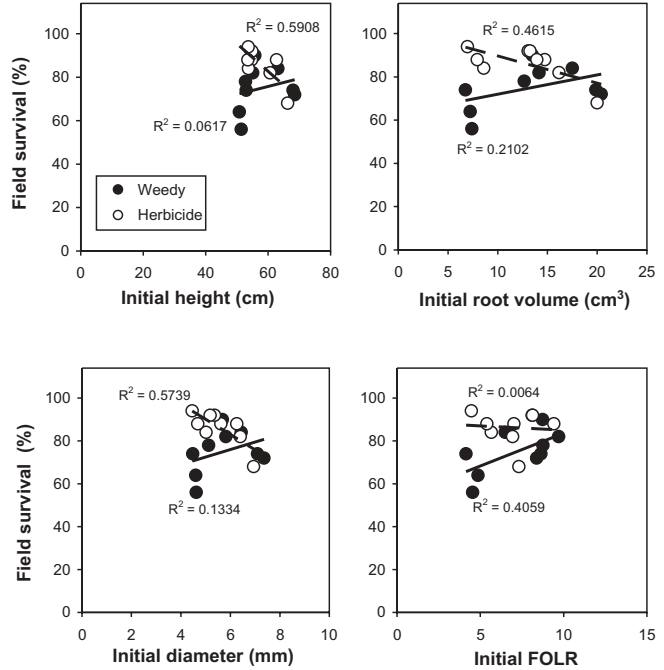 R² = 0.5908
R² = 0.0617
Weedy
Herbicide
Field survival (%)
100
80
60
40
20
0
0 20 40 60 80
Initial height (cm)
R² = 0.4615
R² = 0.2102
100
80
60
40
20
0
0 5 10 15 20 25
Initial root volume (cm³)
R² = 0.5739
R² = 0.1334
Field survival (%)
100
80
60
40
20
0
0 2 4 6 8 10
Initial diameter (mm)
R² = 0.0064
R² = 0.4059
100
80
60
40
20
0
0 5 10 15
Initial FOLR